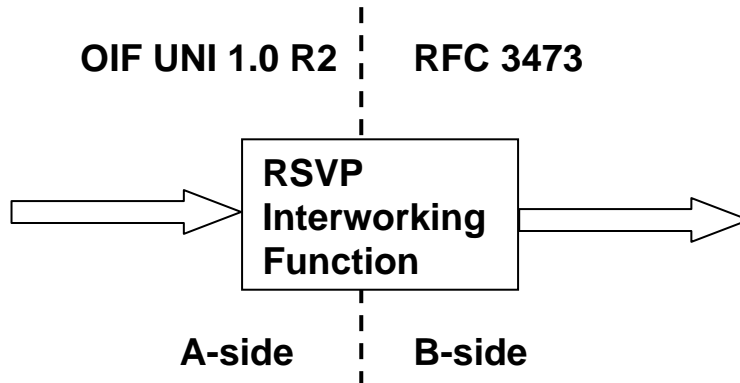 OIF UNI 1.0 R2
RFC 3473
RSVP
Interworking
Function
A-side
B-side